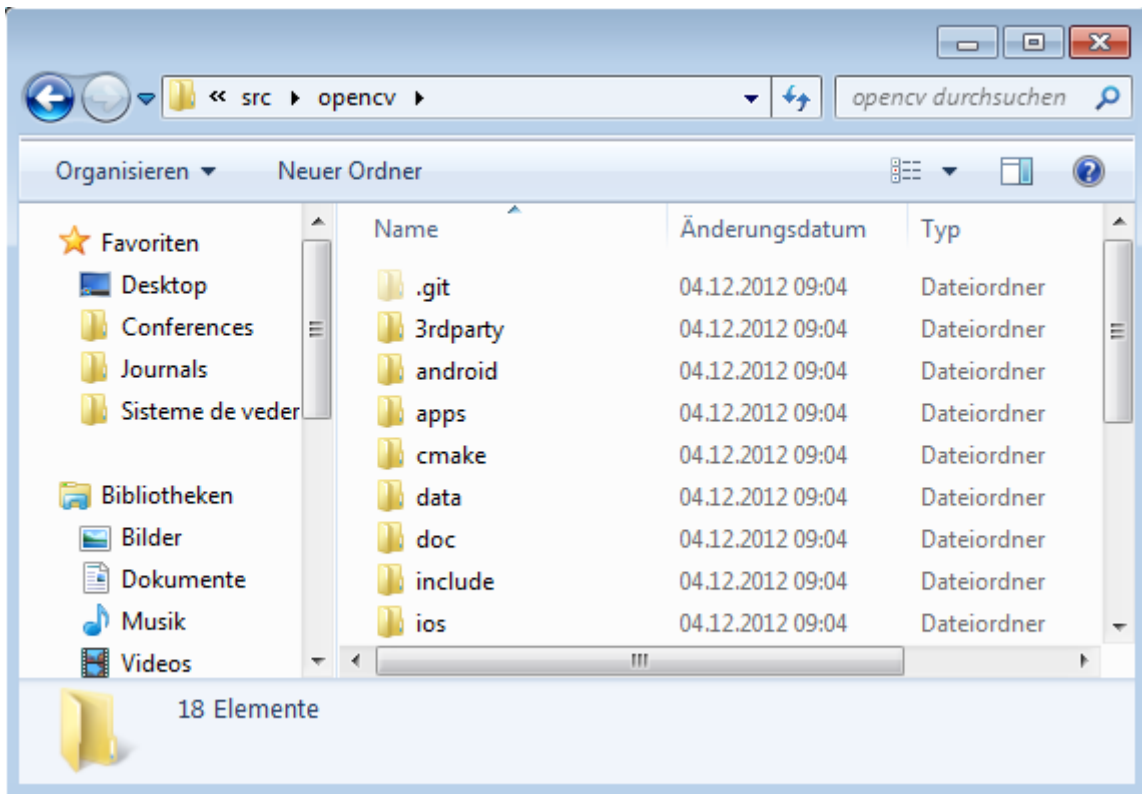 « src opencv
opencv durchsuchen
Organisieren Neuer Ordner
Favoriten
Desktop
Conferences
Journals
Sisteme de veder
Bibliotheken
Bilder
Dokumente
Musik
Videos
Name Änderungsdatum Typ
.git 04.12.2012 09:04 Dateiordner
3rdparty 04.12.2012 09:04 Dateiordner
android 04.12.2012 09:04 Dateiordner
apps 04.12.2012 09:04 Dateiordner
cmake 04.12.2012 09:04 Dateiordner
data 04.12.2012 09:04 Dateiordner
doc 04.12.2012 09:04 Dateiordner
include 04.12.2012 09:04 Dateiordner
ios 04.12.2012 09:04 Dateiordner
18 Elemente